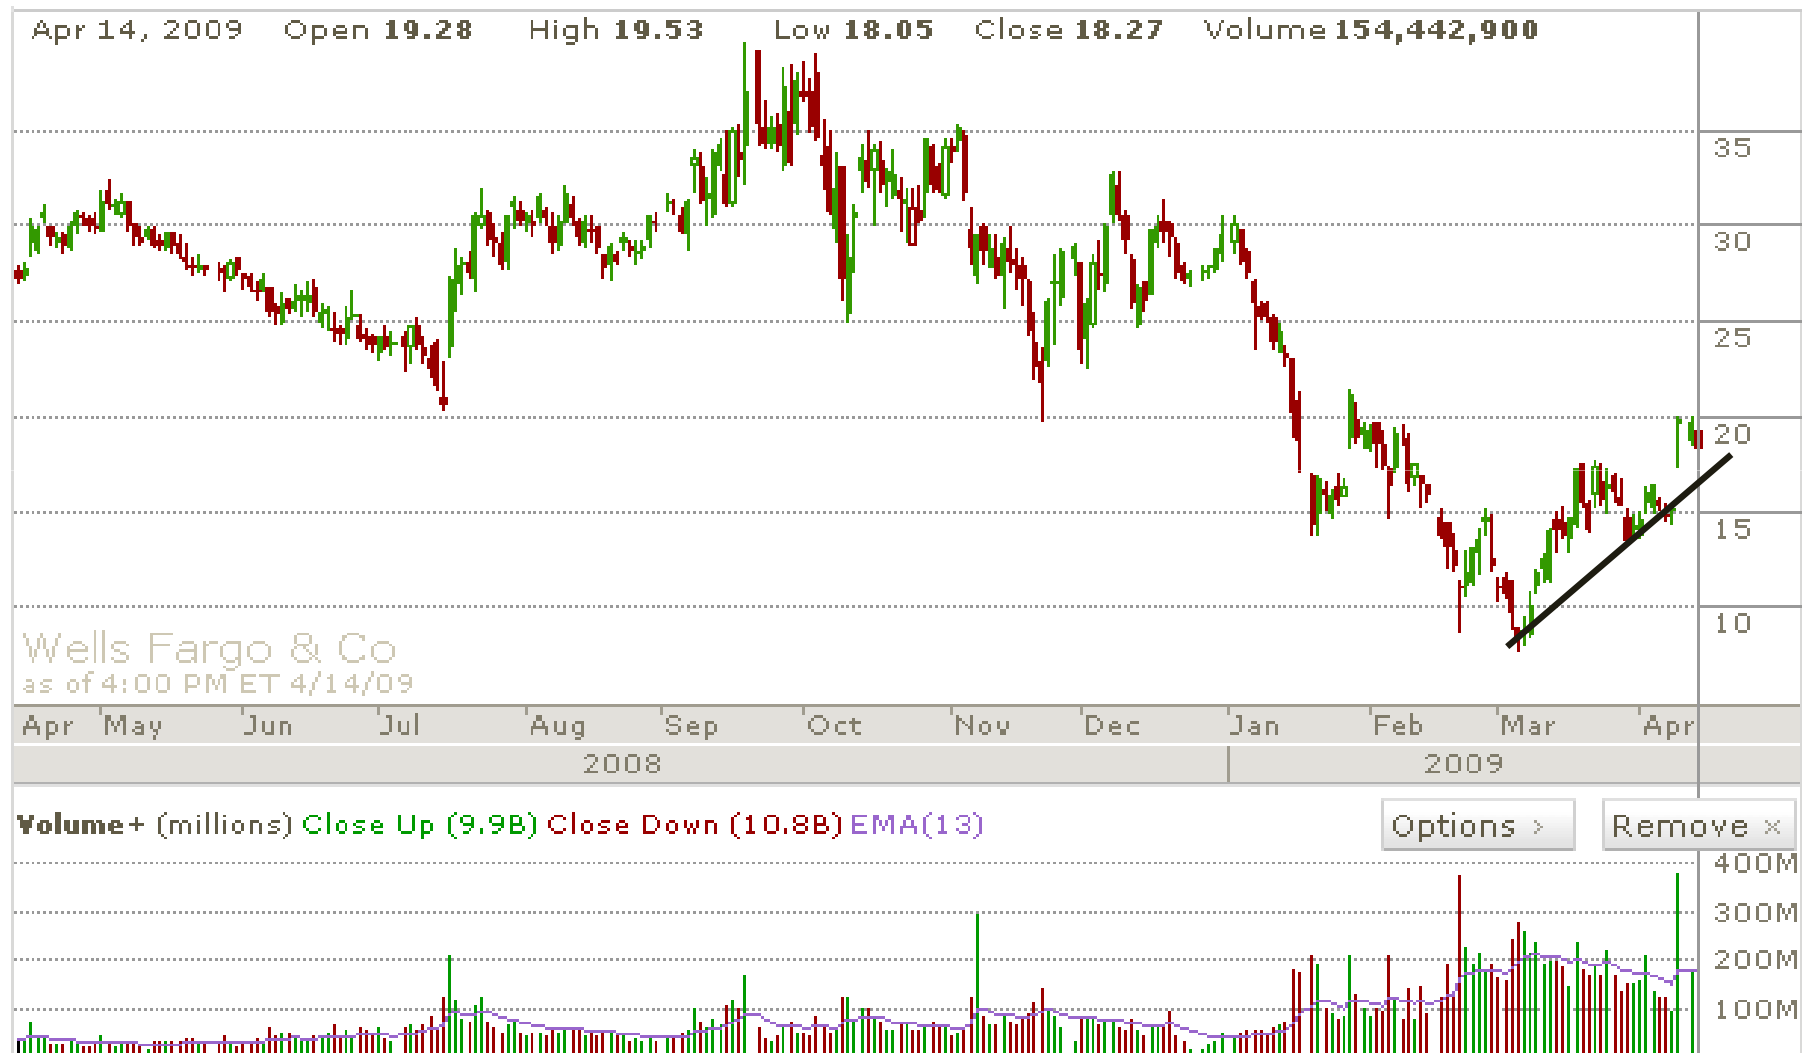 Apr 14, 2009 Open 19.28 High 19.53 Low 18.05 Close 18.27 Volume 154,442,900
35
30
25
20
15
10
Wells Fargo & Co
as of 4:00 PM ET 4/14/09
Apr May Jun Jul Aug Sep Oct Nov Dec Jan Feb Mar Apr
2008 2009
Volume+ (millions) Close Up (9.9B) Close Down (10.8B) EMA(13) Options > Remove ×
400M
300M
200M
100M